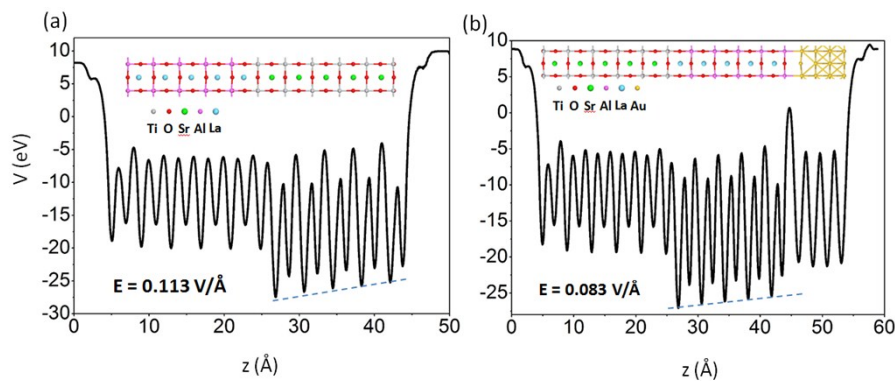 (a)
V (eV)
10
5
0
-5
-10
-15
-20
-25
-30
Ti O Sr Al La
E = 0.113 V/Å
0 10 20 30 40 50
z (Å)
(b)
V (eV)
10
5
0
-5
-10
-15
-20
-25
Ti O Sr Al La Au
E = 0.083 V/Å
0 10 20 30 40 50 60
z (Å)